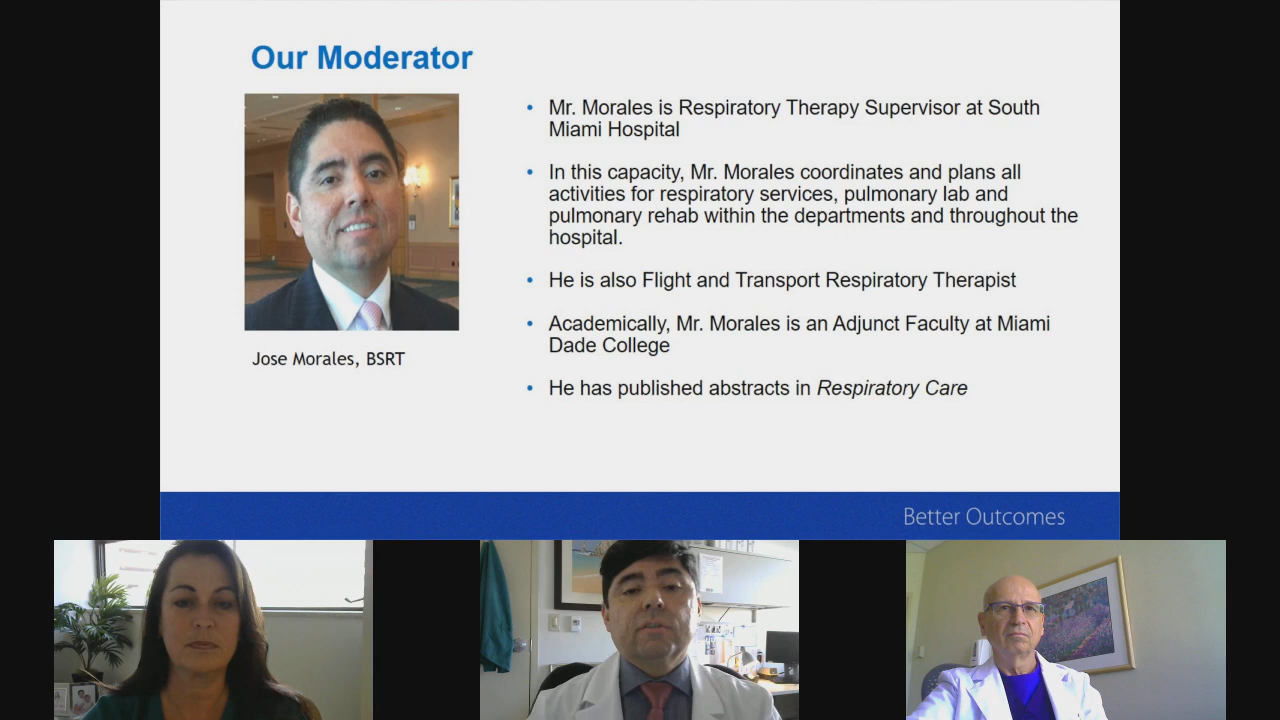 Our Moderator
Jose Morales, BSRT
• Mr. Morales is Respiratory Therapy Supervisor at South
Miami Hospital
• In this capacity, Mr. Morales coordinates and plans all
activities for respiratory services, pulmonary lab and
pulmonary rehab within the departments and throughout the
hospital.
• He is also Flight and Transport Respiratory Therapist
• Academically, Mr. Morales is an Adjunct Faculty at Miami
Dade College
• He has published abstracts in Respiratory Care
Better Outcomes